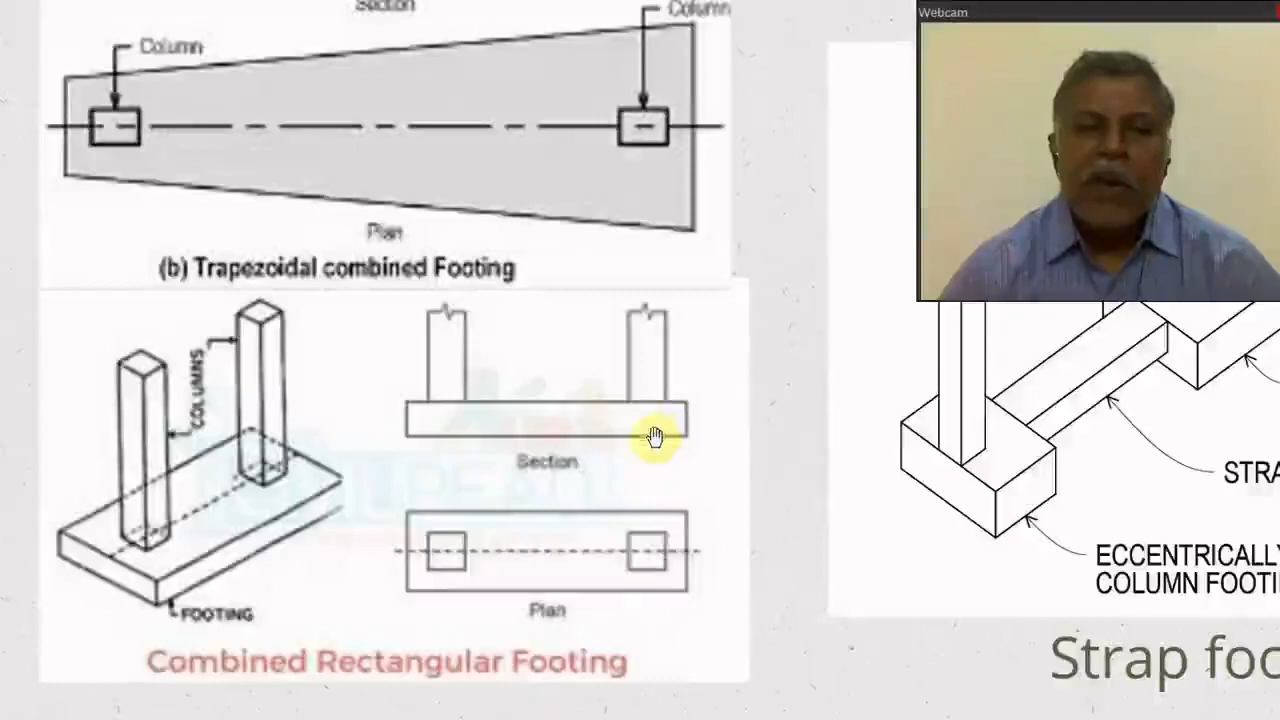 Section
Column
Column
Plan
(b) Trapezoidal combined Footing
COLUMNS
FOOTING
Section
Plan
Combined Rectangular Footing
Webcam
STRA
ECCENTRICALLY
COLUMN FOOTI
Strap foo